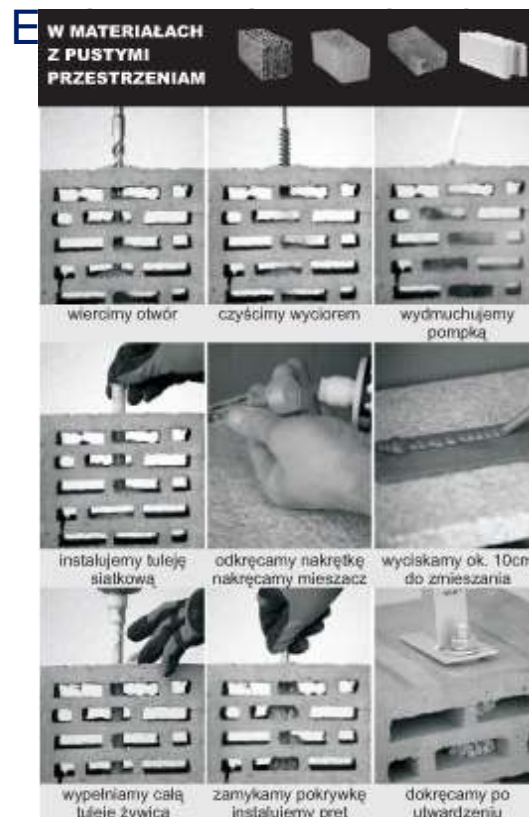 E
W MATERIAŁACH
Z PUSTYMI
PRZESTRZENIAM
wiercimy otwór
czyścimy wyciorem
wydmuchujemy
pompką
instalujemy tuleję
siatkową
odkręcamy nakrętkę
nakręcamy mieszacz
wyciskamy ok. 10cm
do zmieszania
wypełniamy całą
tuleję żywicą
zamykamy pokrywkę
instalujemy pręt
dokręcamy po
utwardzeniu